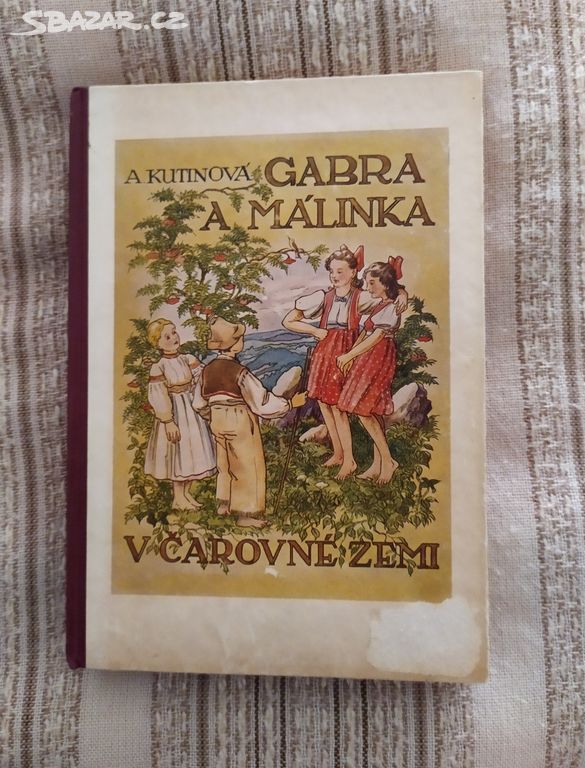 SBAZAR.CZ
A KUTINOVÁ GABRA
A MÁLINKA
V ČAROVNÉ ZEMI